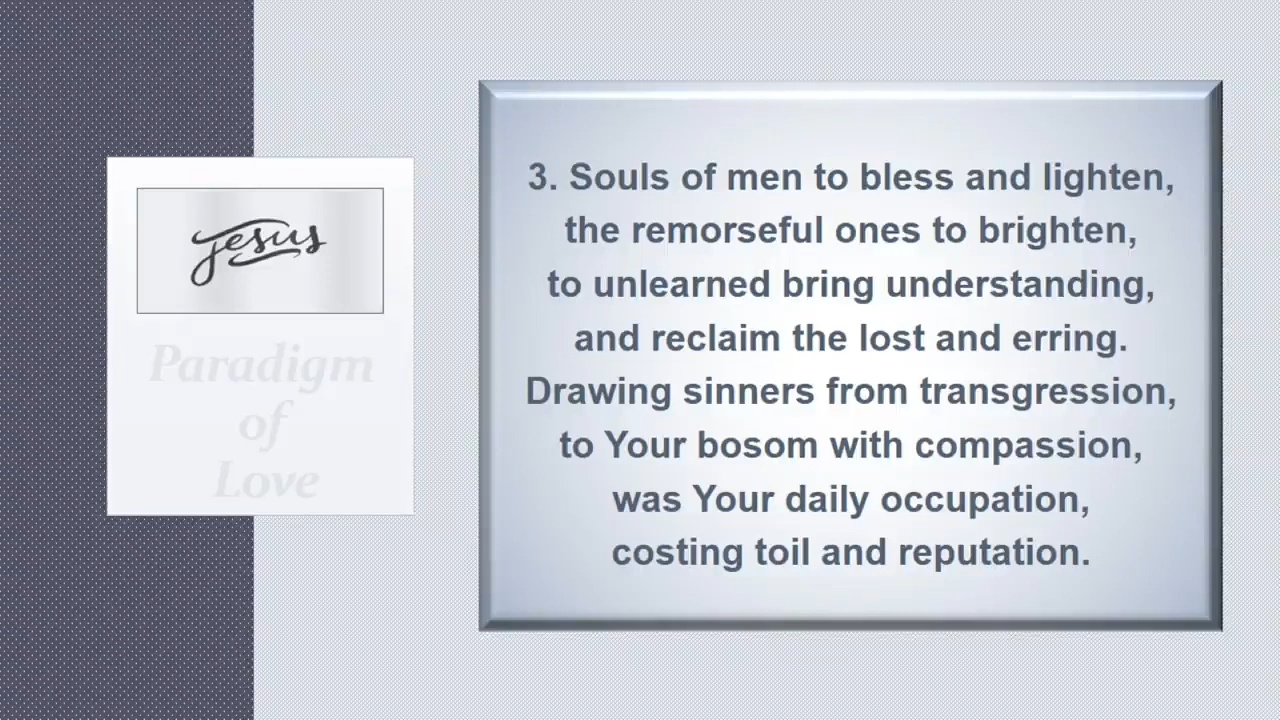 Jesus
Paradigm
of
Love
3. Souls of men to bless and lighten,
the remorseful ones to brighten,
to unlearned bring understanding,
and reclaim the lost and erring.
Drawing sinners from transgression,
to Your bosom with compassion,
was Your daily occupation,
costing toil and reputation.